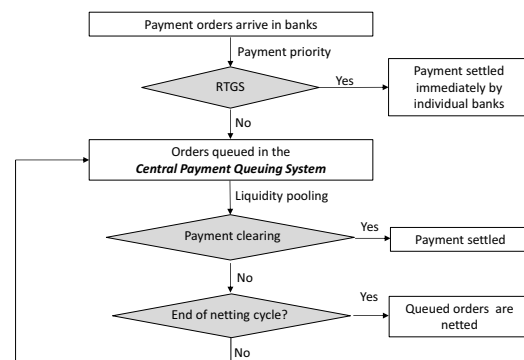 Payment orders arrive in banks
Payment priority
RTGS
Yes
Payment settled
immediately by
individual banks
No
Orders queued in the
Central Payment Queuing System
Liquidity pooling
Payment clearing
Yes
Payment settled
No
End of netting cycle?
Yes
Queued orders are
netted
No